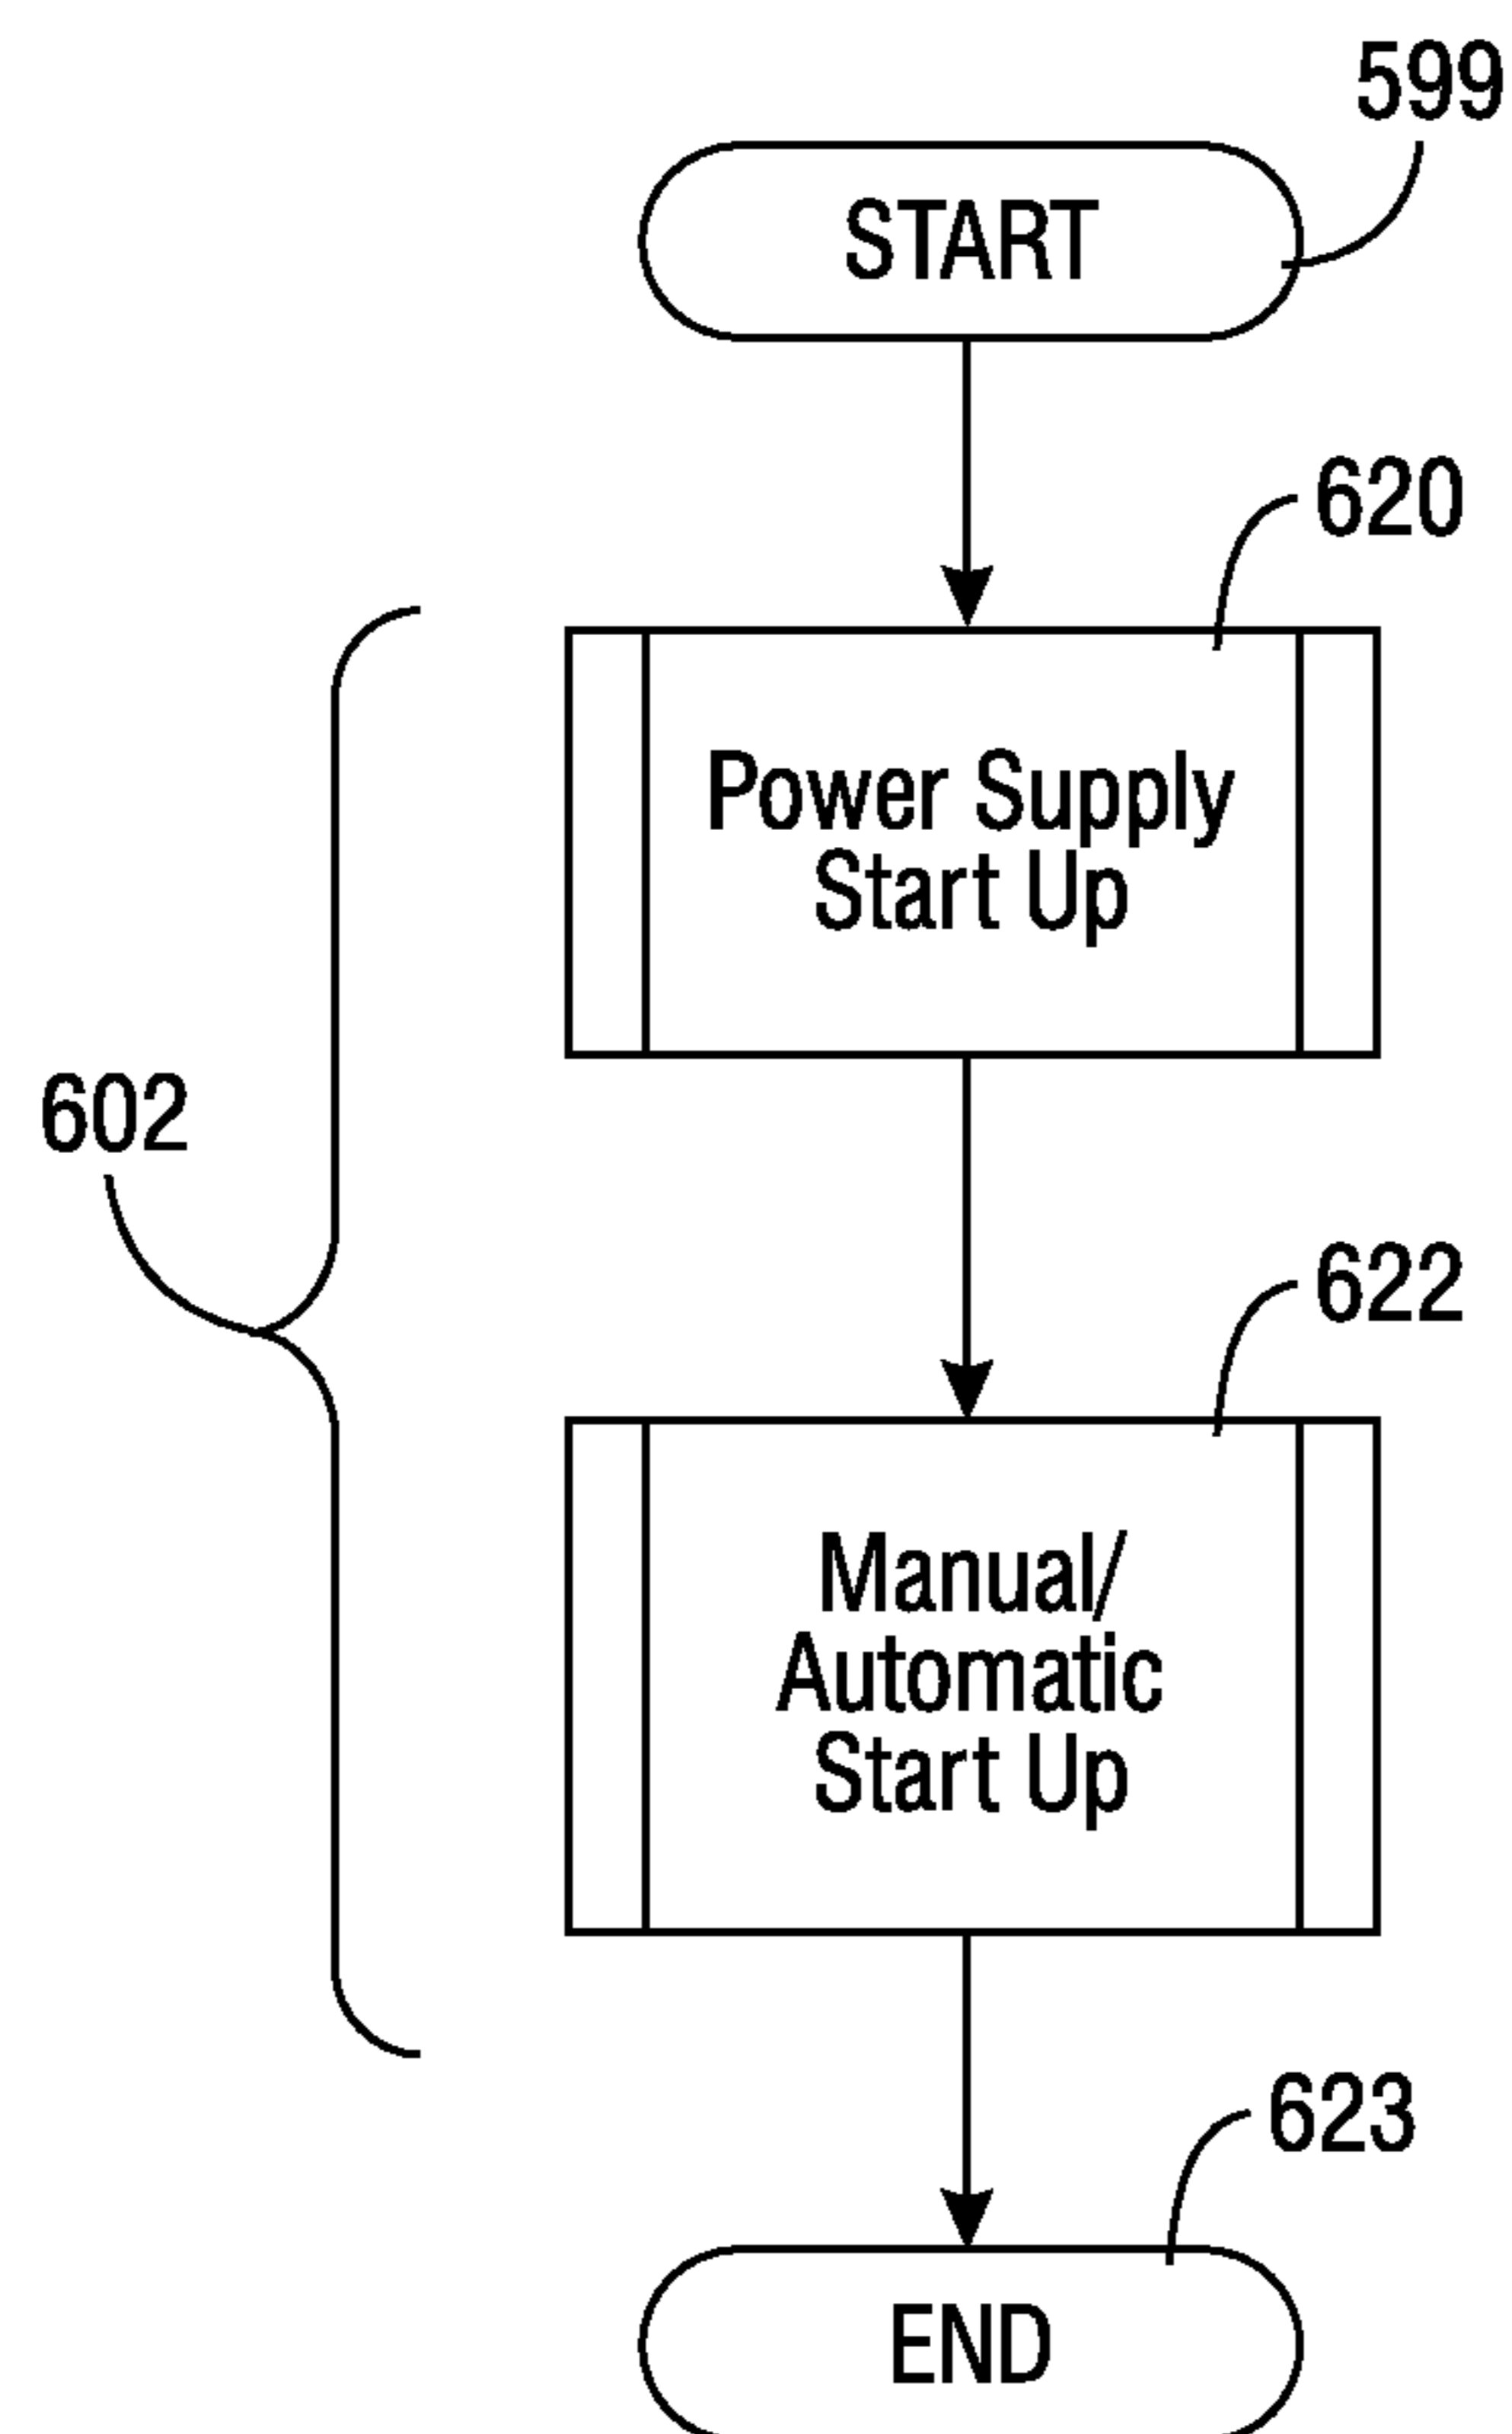 599
START
620
Power Supply
Start Up
602
622
Manual/
Automatic
Start Up
623
END